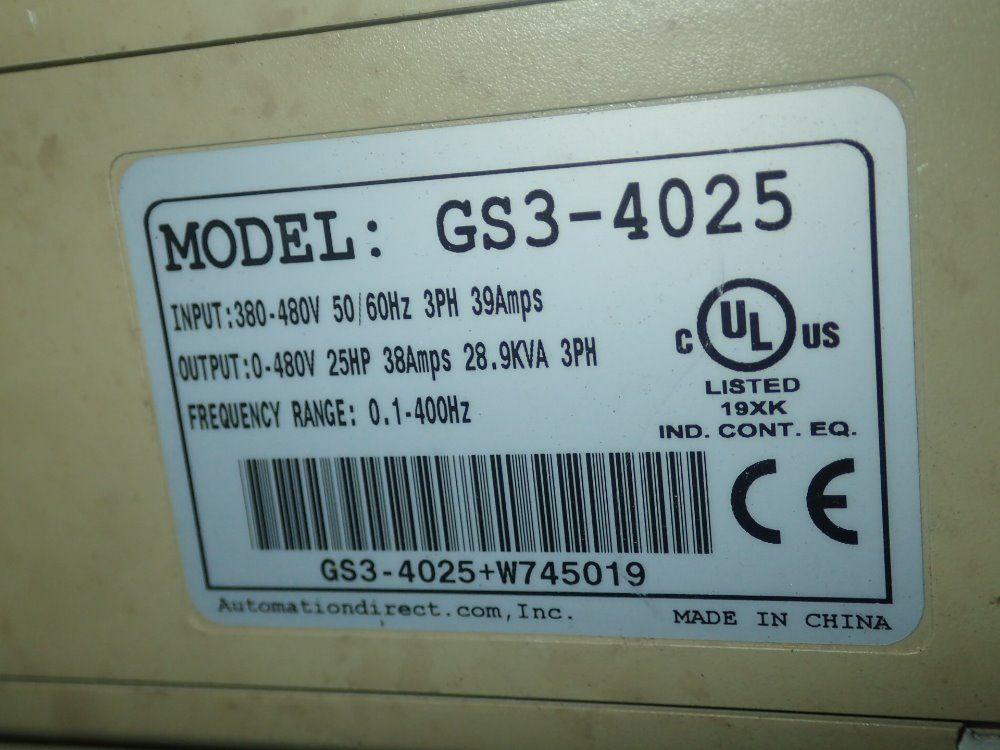 MODEL: GS3-4025
INPUT:380-480V 50/60Hz 3PH 39Amps
OUTPUT:0-480V 25HP 38Amps 28.9KVA 3PH
FREQUENCY RANGE: 0.1-400Hz
C UL US
LISTED
19XK
IND. CONT. EQ.
CE
GS3-4025+W745019
Automationdirect.com,Inc.
MADE IN CHINA